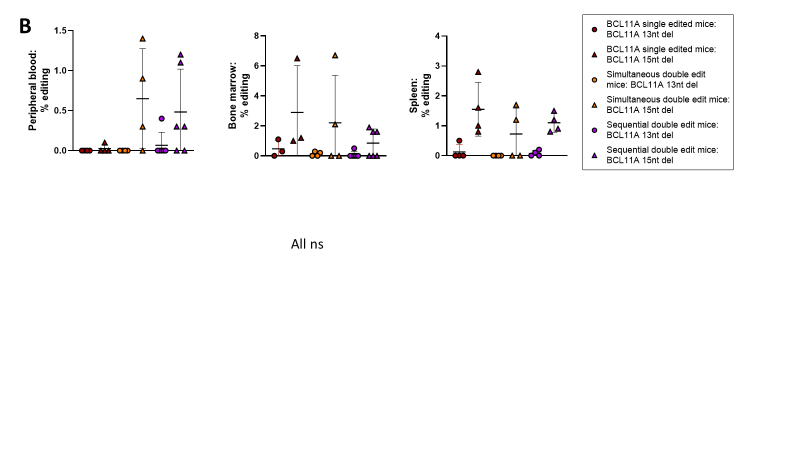 B
Peripheral blood:
% editing
1.5
1.0
0.5
0.0
Bone marrow:
% editing
8
6
4
2
0
Spleen:
% editing
4
3
2
1
0
BCL11A single edited mice:
BCL11A 13nt del
BCL11A single edited mice:
BCL11A 15nt del
Simultaneous double edit
mice: BCL11A 13nt del
Simultaneous double edit mice:
BCL11A 15nt del
Sequential double edit mice:
BCL11A 13nt del
Sequential double edit mice:
BCL11A 15nt del
All ns